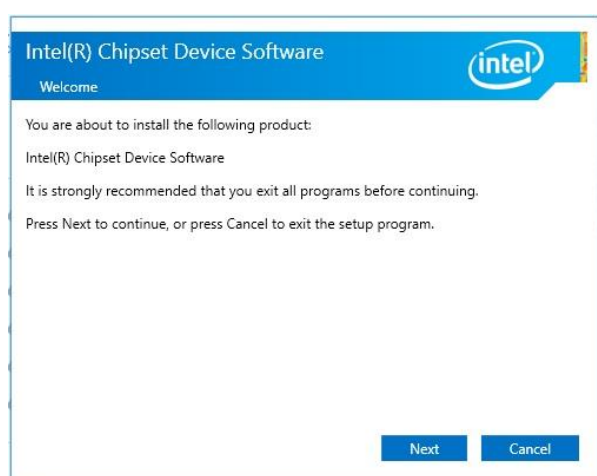 Intel(R) Chipset Device Software
intel
Welcome
You are about to install the following product:
Intel(R) Chipset Device Software
It is strongly recommended that you exit all programs before continuing.
Press Next to continue, or press Cancel to exit the setup program.
Next
Cancel